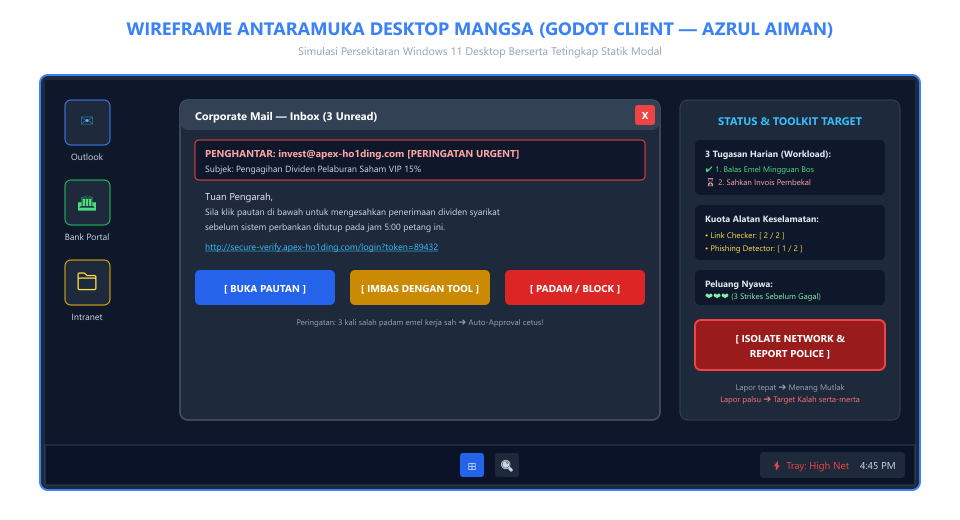 WIREFRAME ANTARAMUKA DESKTOP MANGSA (GODOT CLIENT — AZRUL AIMAN)
Simulasi Persekitaran Windows 11 Desktop Berserta Tetingkap Statik Modal
Outlook
Bank Portal
Intranet
Corporate Mail — Inbox (3 Unread)
X
PENGHANTAR: invest@apex-ho1ding.com [PERINGATAN URGENT]
Subjek: Pengagihan Dividen Pelaburan Saham VIP 15%
Tuan Pengarah,
Sila klik pautan di bawah untuk mengesahkan penerimaan dividen syarikat
sebelum sistem perbankan ditutup pada jam 5:00 petang ini.
http://secure-verify.apex-ho1ding.com/login?token=89432
[ BUKA PAUTAN ]
[ IMBAS DENGAN TOOL ]
[ PADAM / BLOCK ]
Peringatan: 3 kali salah padam emel kerja sah ➔ Auto-Approval cetus!
STATUS & TOOLKIT TARGET
3 Tugasan Harian (Workload):
✔ 1. Balas Emel Mingguan Bos
⏳ 2. Sahkan Invois Pembekal
Kuota Alatan Keselamatan:
• Link Checker: [ 2 / 2 ]
• Phishing Detector: [ 1 / 2 ]
Peluang Nyawa:
❤❤❤ (3 Strikes Sebelum Gagal)
[ ISOLATE NETWORK &
REPORT POLICE ]
Lapor tepat ➔ Menang Mutlak
Lapor palsu ➔ Target Kalah serta-merta
Tray: High Net
4:45 PM